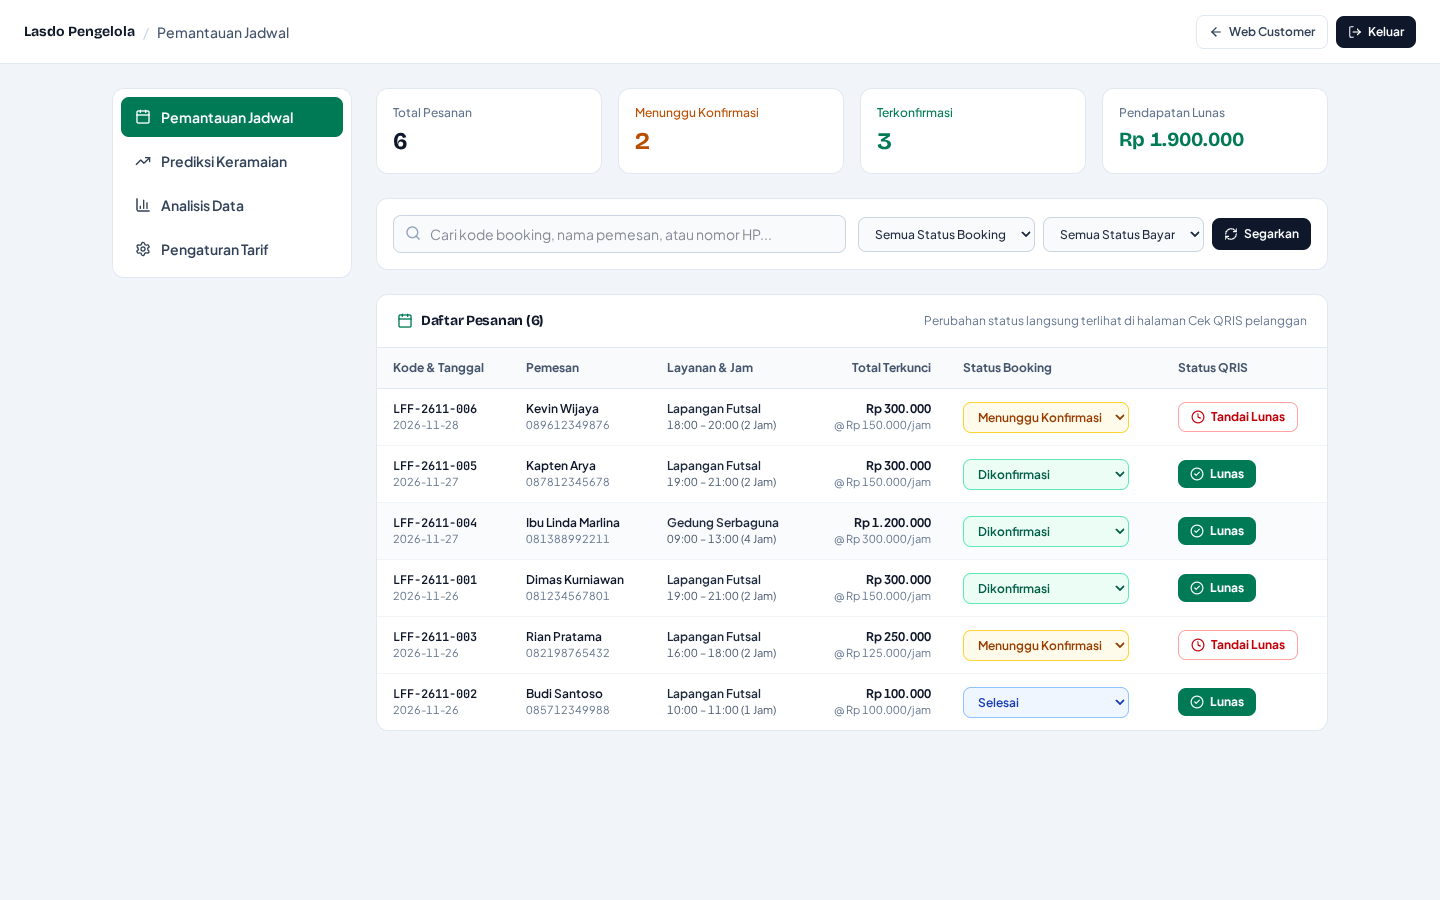 Lasdo Pengelola / Pemantauan Jadwal
Web Customer
Keluar
Pemantauan Jadwal
Prediksi Keramaian
Analisis Data
Pengaturan Tarif
Total Pesanan
6
Menunggu Konfirmasi
2
Terkonfirmasi
3
Pendapatan Lunas
Rp 1.900.000
Cari kode booking, nama pemesan, atau nomor HP...
Semua Status Booking
Semua Status Bayar
Segarkan
Daftar Pesanan (6)
Perubahan status langsung terlihat di halaman Cek QRIS pelanggan
Kode & Tanggal Pemesan Layanan & Jam Total Terkunci Status Booking Status QRIS
LFF-2611-006 Kevin Wijaya Lapangan Futsal Rp 300.000 Menunggu Konfirmasi Tandai Lunas
2026-11-28 089612349876 18:00 – 20:00 (2 Jam) @ Rp 150.000/jam
LFF-2611-005 Kapten Arya Lapangan Futsal Rp 300.000 Dikonfirmasi Lunas
2026-11-27 087812345678 19:00 – 21:00 (2 Jam) @ Rp 150.000/jam
LFF-2611-004 Ibu Linda Marlina Gedung Serbaguna Rp 1.200.000 Dikonfirmasi Lunas
2026-11-27 081388992211 09:00 – 13:00 (4 Jam) @ Rp 300.000/jam
LFF-2611-001 Dimas Kurniawan Lapangan Futsal Rp 300.000 Dikonfirmasi Lunas
2026-11-26 081234567801 19:00 – 21:00 (2 Jam) @ Rp 150.000/jam
LFF-2611-003 Rian Pratama Lapangan Futsal Rp 250.000 Menunggu Konfirmasi Tandai Lunas
2026-11-26 082198765432 16:00 – 18:00 (2 Jam) @ Rp 125.000/jam
LFF-2611-002 Budi Santoso Lapangan Futsal Rp 100.000 Selesai Lunas
2026-11-26 085712349988 10:00 – 11:00 (1 Jam) @ Rp 100.000/jam